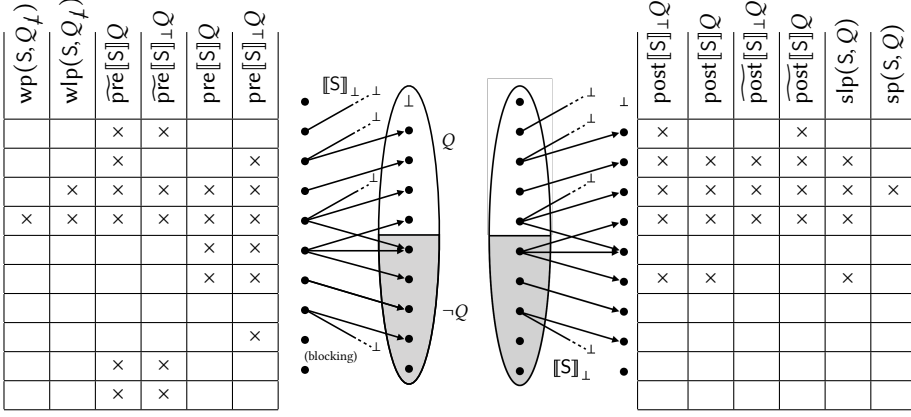 wp(S, Q⊥̸)
wlp(S, Q⊥̸)
p͠re⟦S⟧Q
p͠re⟦S⟧⊥Q
pre⟦S⟧Q
pre⟦S⟧⊥Q
× ×
× ×
× × × × ×
× × × × × ×
× ×
× ×
×
× ×
× ×
⟦S⟧⊥
⊥
⊥
⊥
⊥
Q
¬Q
⊥
(blocking)
⊥
⊥
⊥
⊥
⊥
⟦S⟧⊥
post⟦S⟧⊥Q
post⟦S⟧Q
p͠ost⟦S⟧⊥Q
p͠ost⟦S⟧Q
slp(S, Q)
sp(S, Q)
× ×
× × × × ×
× × × × × ×
× × × × ×
× × ×